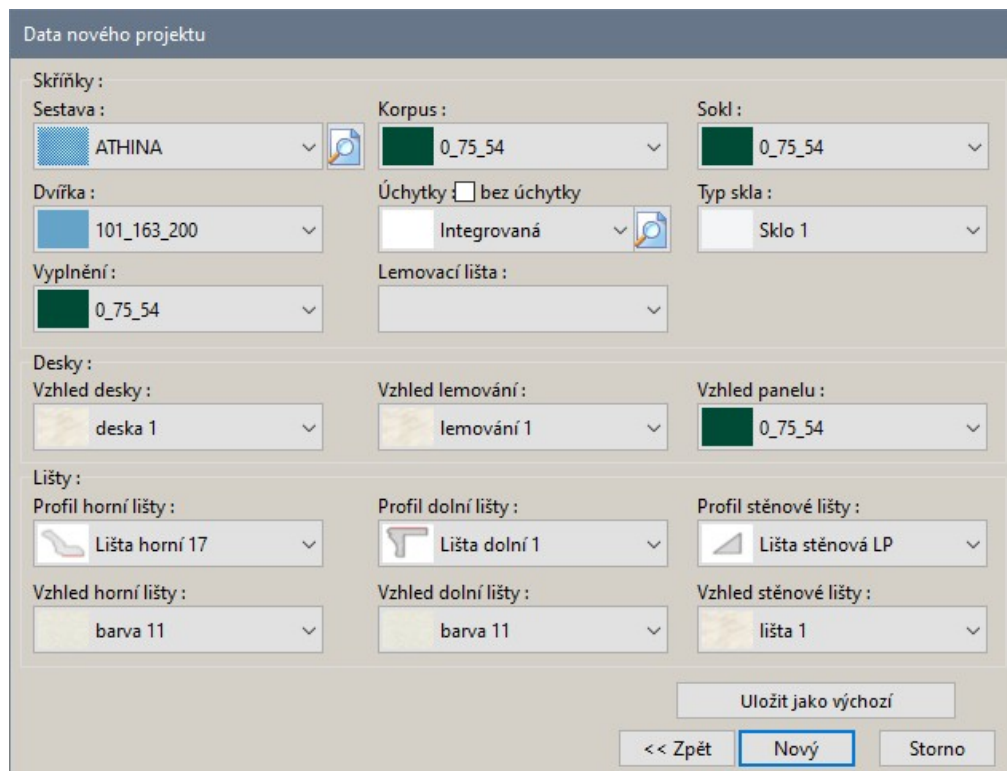 Data nového projektu
Skříňky :
Sestava : Korpus : Sokl :
ATHINA 0_75_54 0_75_54
Dvířka : Úchytky : bez úchytky Typ skla :
101_163_200 Integrovaná Sklo 1
Vyplnění : Lemovací lišta :
0_75_54
Desky :
Vzhled desky : Vzhled lemování : Vzhled panelu :
deska 1 lemování 1 0_75_54
Lišty :
Profil horní lišty : Profil dolní lišty : Profil stěnové lišty :
Lišta horní 17 Lišta dolní 1 Lišta stěnová LP
Vzhled horní lišty : Vzhled dolní lišty : Vzhled stěnové lišty :
barva 11 barva 11 lišta 1
Uložit jako výchozí
<< Zpět Nový Storno